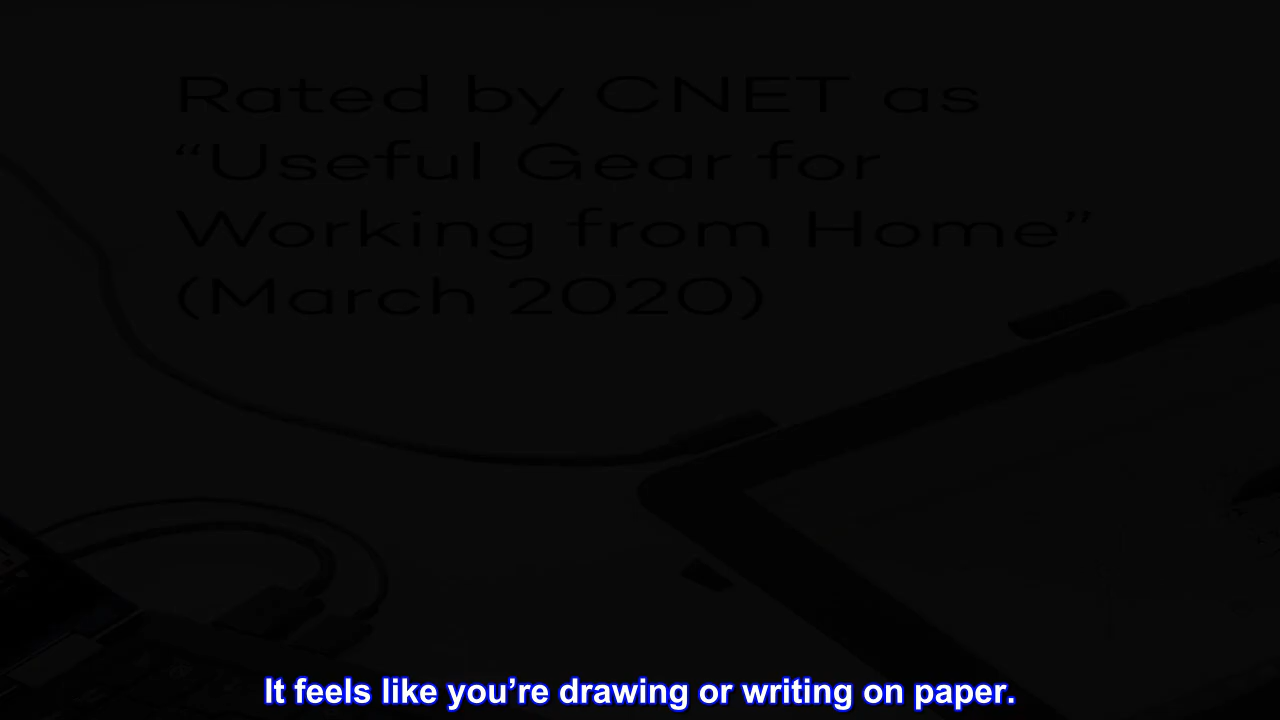 Rated by CNET as
“Useful Gear for
Working from Home”
(March 2020)
It feels like you’re drawing or writing on paper.